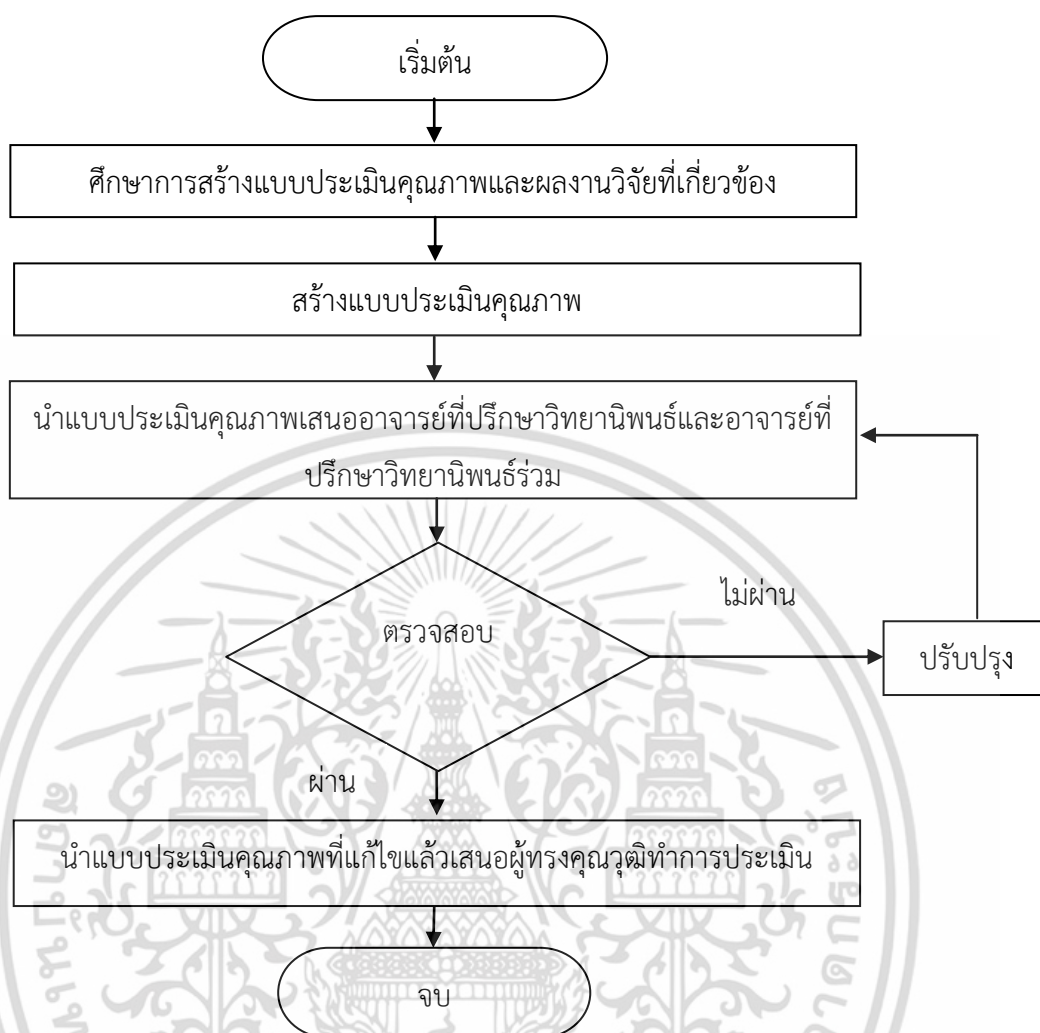 เริ่มต้น
ศึกษาการสร้างแบบประเมินคุณภาพและผลงานวิจัยที่เกี่ยวข้อง
สร้างแบบประเมินคุณภาพ
นำแบบประเมินคุณภาพเสนออาจารย์ที่ปรึกษาวิทยานิพนธ์และอาจารย์ที่
ปรึกษาวิทยานิพนธ์ร่วม
ไม่ผ่าน
ตรวจสอบ
ปรับปรุง
ผ่าน
นำแบบประเมินคุณภาพที่แก้ไขแล้วเสนอผู้ทรงคุณวุฒิทำการประเมิน
จบ